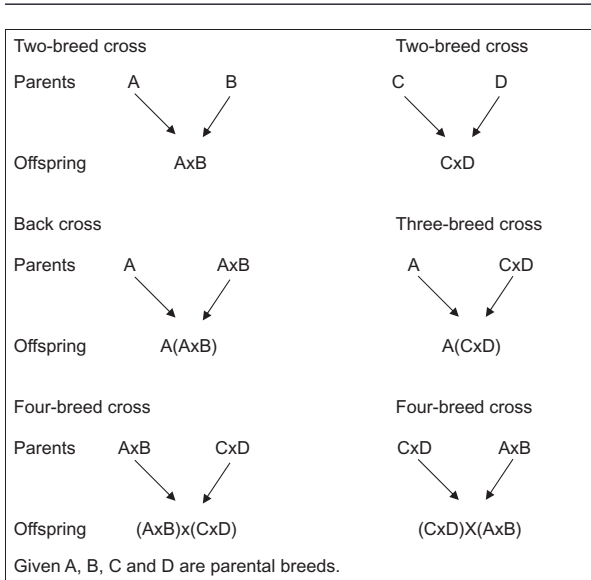 Two-breed cross Two-breed cross
Parents A B C D
Offspring AxB CxD
Back cross Three-breed cross
Parents A AxB A CxD
Offspring A(AxB) A(CxD)
Four-breed cross Four-breed cross
Parents AxB CxD CxD AxB
Offspring (AxB)x(CxD) (CxD)X(AxB)
Given A, B, C and D are parental breeds.